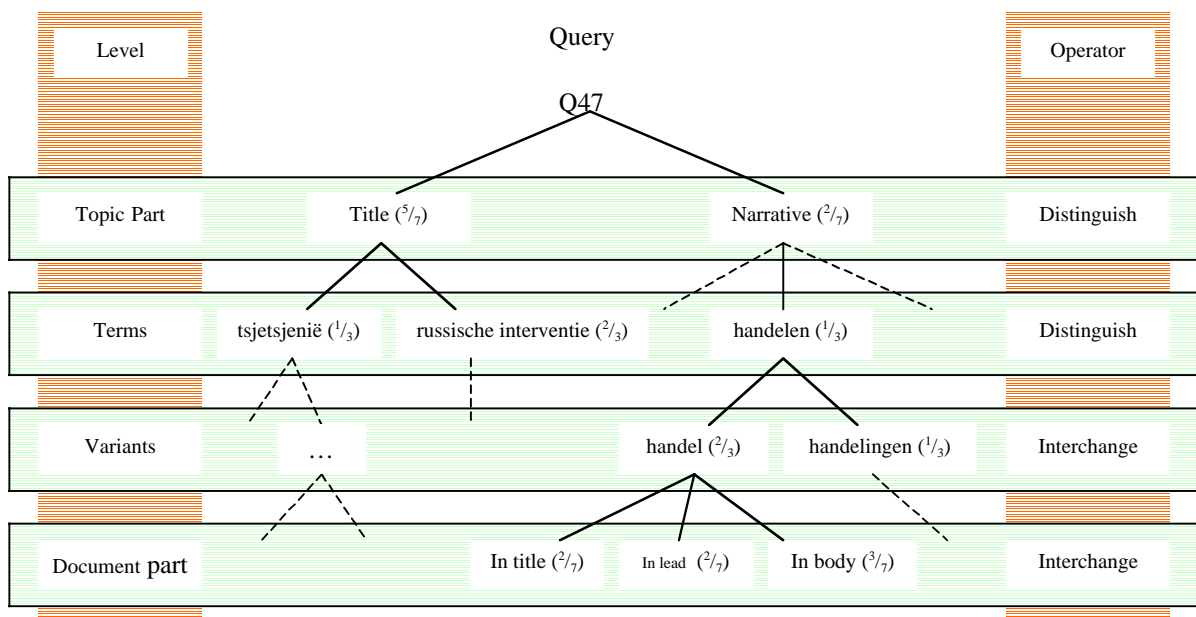 Level Query Operator
Q47
Topic Part Title (5/7) Narrative (2/7) Distinguish
Terms tsjetsjenië (1/3) russische interventie (2/3) handelen (1/3) Distinguish
Variants … handel (2/3) handelingen (1/3) Interchange
Document part In title (2/7) In lead (2/7) In body (3/7) Interchange